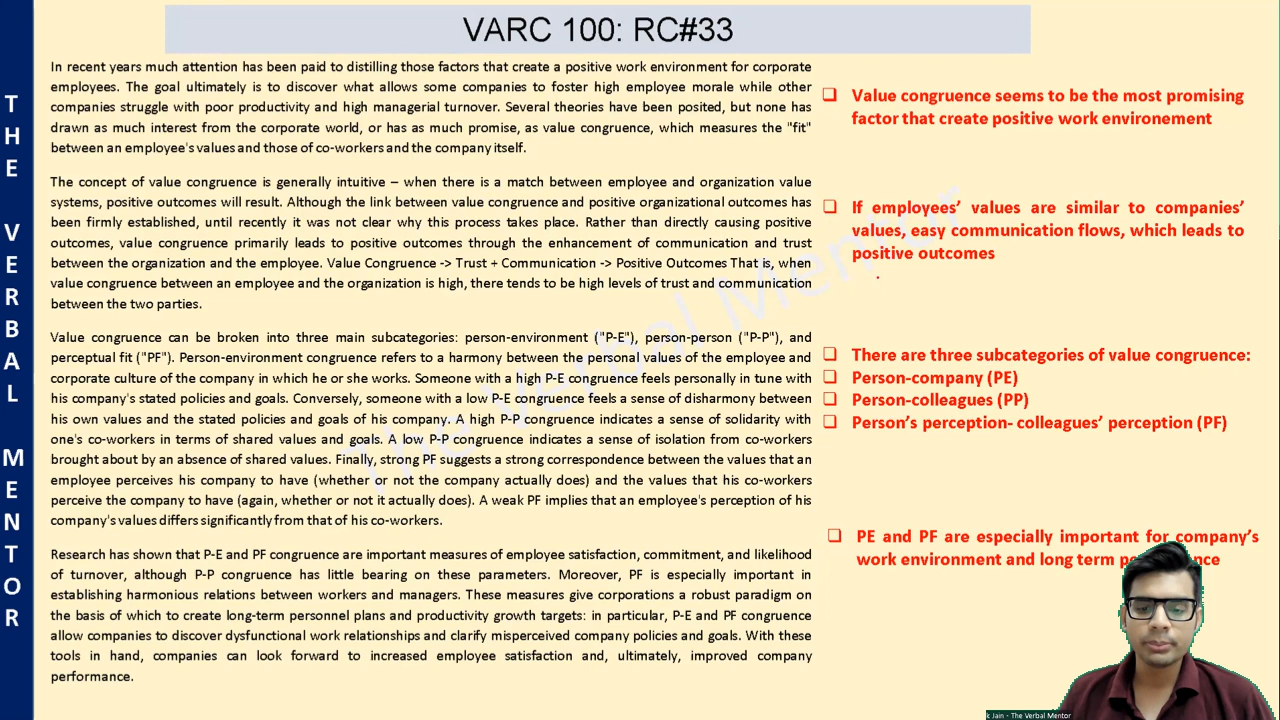 VARC 100: RC#33
THE VERBAL MENTOR
In recent years much attention has been paid to distilling those factors that create a positive work environment for corporate
employees. The goal ultimately is to discover what allows some companies to foster high employee morale while other
companies struggle with poor productivity and high managerial turnover. Several theories have been posited, but none has
drawn as much interest from the corporate world, or has as much promise, as value congruence, which measures the "fit"
between an employee's values and those of co-workers and the company itself.
The concept of value congruence is generally intuitive – when there is a match between employee and organization value
systems, positive outcomes will result. Although the link between value congruence and positive organizational outcomes has
been firmly established, until recently it was not clear why this process takes place. Rather than directly causing positive
outcomes, value congruence primarily leads to positive outcomes through the enhancement of communication and trust
between the organization and the employee. Value Congruence -> Trust + Communication -> Positive Outcomes That is, when
value congruence between an employee and the organization is high, there tends to be high levels of trust and communication
between the two parties.
Value congruence can be broken into three main subcategories: person-environment ("P-E"), person-person ("P-P"), and
perceptual fit ("PF"). Person-environment congruence refers to a harmony between the personal values of the employee and
corporate culture of the company in which he or she works. Someone with a high P-E congruence feels personally in tune with
his company's stated policies and goals. Conversely, someone with a low P-E congruence feels a sense of disharmony between
his own values and the stated policies and goals of his company. A high P-P congruence indicates a sense of solidarity with
one's co-workers in terms of shared values and goals. A low P-P congruence indicates a sense of isolation from co-workers
brought about by an absence of shared values. Finally, strong PF suggests a strong correspondence between the values that an
employee perceives his company to have (whether or not the company actually does) and the values that his co-workers
perceive the company to have (again, whether or not it actually does). A weak PF implies that an employee's perception of his
company's values differs significantly from that of his co-workers.
Research has shown that P-E and PF congruence are important measures of employee satisfaction, commitment, and likelihood
of turnover, although P-P congruence has little bearing on these parameters. Moreover, PF is especially important in
establishing harmonious relations between workers and managers. These measures give corporations a robust paradigm on
the basis of which to create long-term personnel plans and productivity growth targets: in particular, P-E and PF congruence
allow companies to discover dysfunctional work relationships and clarify misperceived company policies and goals. With these
tools in hand, companies can look forward to increased employee satisfaction and, ultimately, improved company
performance.
Value congruence seems to be the most promising
factor that create positive work environement
If employees' values are similar to companies'
values, easy communication flows, which leads to
positive outcomes
There are three subcategories of value congruence:
Person-company (PE)
Person-colleagues (PP)
Person's perception- colleagues' perception (PF)
PE and PF are especially important for company's
work environment and long term
The Verbal Mentor
k Jain - The Verbal Mentor